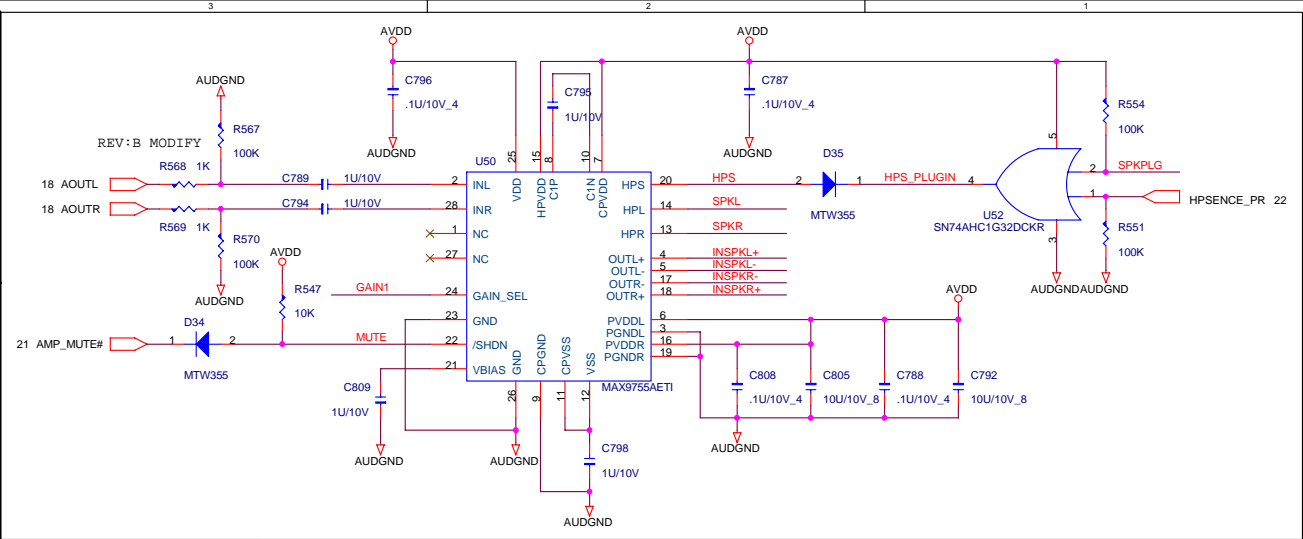 3 2 1
AVDD
AVDD
AUDGND
C796
.1U/10V_4
AUDGND
C795
1U/10V
C787
.1U/10V_4
AUDGND
R554
100K
REV:B MODIFY
R567
100K
R568 1K
18 AOUTL
C789 1U/10V
18 AOUTR
C794 1U/10V
R569 1K
R570
100K
AUDGND
AVDD
R547
10K
GAIN1
D34
21 AMP_MUTE# 1 2
MTW355
MUTE
C809
1U/10V
AUDGND
U50
25 15 8 10 7
VDD HPVDD C1P C1N CPVDD
2 INL HPS 20
28 INR HPL 14
1 NC HPR 13
27 NC OUTL+ 4
OUTL- 5
OUTR- 17
24 GAIN_SEL OUTR+ 18
23 GND PVDDL 6
PGNDL 3
22 /SHDN PVDDR 16
PGNDR 19
21 VBIAS
GND CPGND CPVSS VSS
26 9 11 12
MAX9755AETI
AUDGND
C798
1U/10V
AUDGND
HPS
SPKL
SPKR
INSPKL+
INSPKL-
INSPKR-
INSPKR+
D35
2 1
MTW355
HPS_PLUGIN
4
5
2
1
3
U52
SN74AHC1G32DCKR
SPKPLG
HPSENCE_PR 22
R551
100K
AUDGND
AUDGND
AVDD
C808
.1U/10V_4
C805
10U/10V_8
C788
.1U/10V_4
C792
10U/10V_8
AUDGND